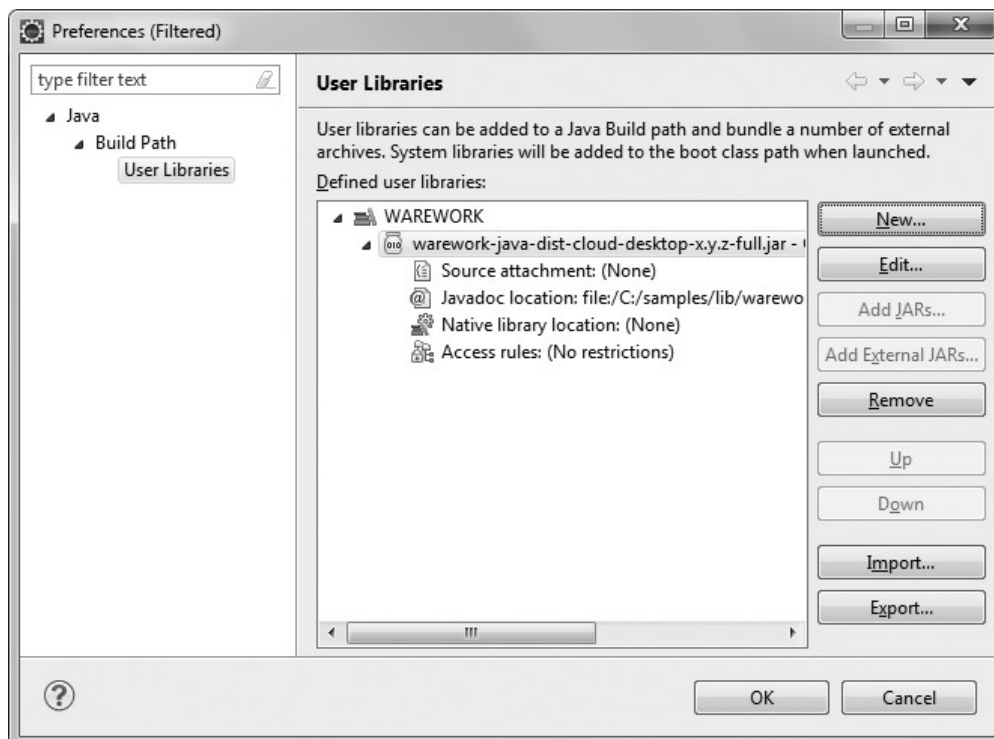 Preferences (Filtered)
type filter text
Java
Build Path
User Libraries
User Libraries
User libraries can be added to a Java Build path and bundle a number of external
archives. System libraries will be added to the boot class path when launched.
Defined user libraries:
WAREWORK
warework-java-dist-cloud-desktop-x.y.z-full.jar -
Source attachment: (None)
Javadoc location: file:/C:/samples/lib/warewo
Native library location: (None)
Access rules: (No restrictions)
New...
Edit...
Add JARs...
Add External JARs...
Remove
Up
Down
Import...
Export...
OK
Cancel